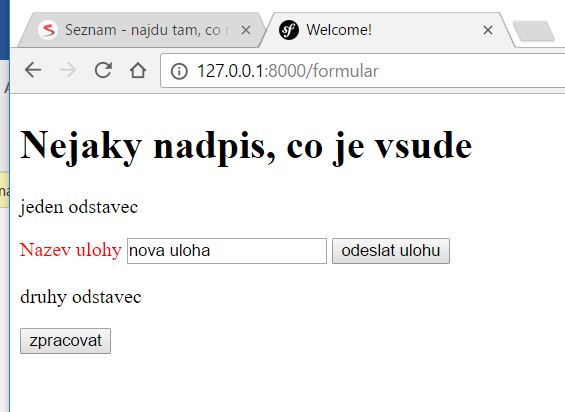 Seznam - najdu tam, co
Welcome!
127.0.0.1:8000/formular
Nejaky nadpis, co je vsude
jeden odstavec
Nazev ulohy nova uloha odeslat ulohu
druhy odstavec
zpracovat